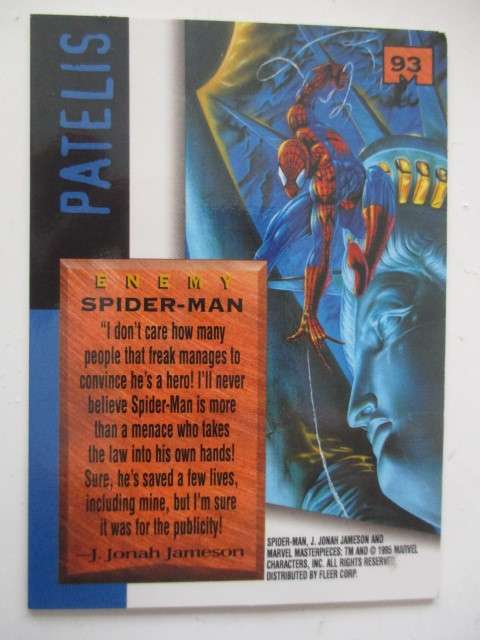 PATELIS
93
M
ENEMY
SPIDER-MAN
"I don't care how many
people that freak manages to
convince he's a hero! I'll never
believe Spider-Man is more
than a menace who takes
the law into his own hands!
Sure, he's saved a few lives,
including mine, but I'm sure
it was for the publicity!
—J. Jonah Jameson
SPIDER-MAN, J. JONAH JAMESON AND
MARVEL MASTERPIECES: TM AND © 1995 MARVEL
CHARACTERS, INC. ALL RIGHTS RESERVED.
DISTRIBUTED BY FLEER CORP.